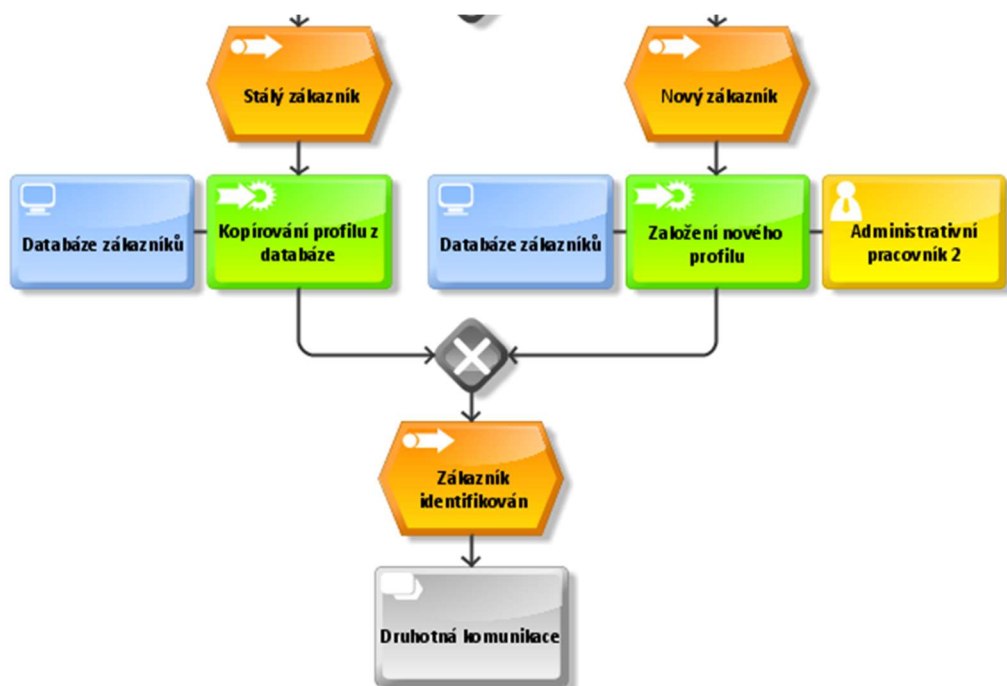 Stálý zákazník
Nový zákazník
Databáze zákazníků
Kopírování profilu z
databáze
Databáze zákazníků
Založení nového
profilu
Administrativní
pracovník 2
Zákazník
identifikován
Druhotná komunikace